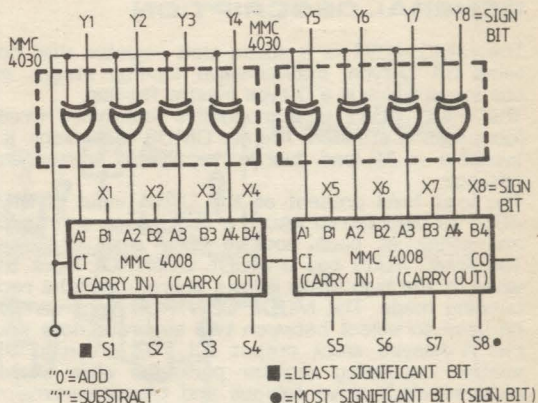 Y1 Y2 Y3 Y4 Y5 Y6 Y7 Y8=SIGN
BIT
MMC
4030
MMC
4030
X1 X2 X3 X4 X5 X6 X7 X8=SIGN
BIT
A1 B1 A2 B2 A3 B3 A4 B4 A1 B1 A2 B2 A3 B3 A4 B4
CI MMC 4008 CO CI MMC 4008 CO
(CARRY IN) (CARRY OUT) (CARRY IN) (CARRY OUT)
■ S1 S2 S3 S4 S5 S6 S7 S8 ●
"0"=ADD ■=LEAST SIGNIFICANT BIT
"1"=SUBSTRACT ●=MOST SIGNIFICANT BIT (SIGN.BIT)